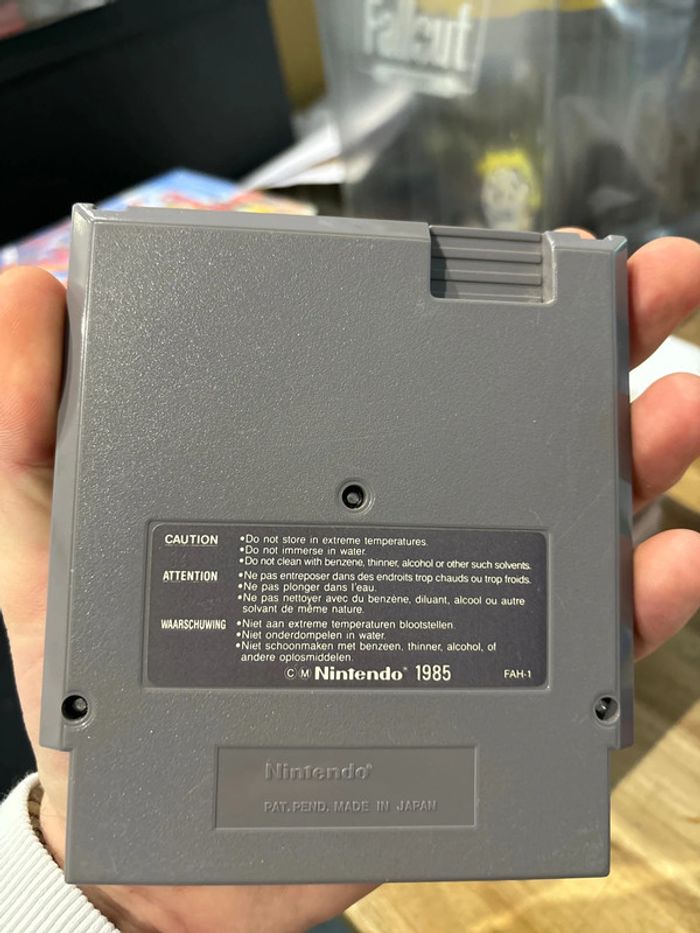 Fallout
CAUTION •Do not store in extreme temperatures.
•Do not immerse in water.
•Do not clean with benzene, thinner, alcohol or other such solvents.
ATTENTION •Ne pas entreposer dans des endroits trop chauds ou trop froids.
•Ne pas plonger dans l'eau.
•Ne pas nettoyer avec du benzène, diluant, alcool ou autre
solvant de même nature.
WAARSCHUWING •Niet aan extreme temperaturen blootstellen.
•Niet onderdompelen in water.
•Niet schoonmaken met benzeen, thinner, alcohol, of
andere oplosmiddelen.
Ⓒ Ⓜ Nintendo® 1985 FAH-1
Nintendo®
PAT. PEND. MADE IN JAPAN